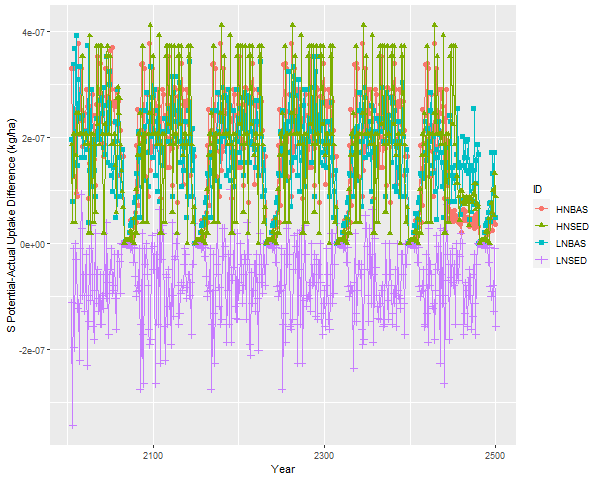 S Potential-Actual Uptake Difference (kg/ha)
4e-07
2e-07
0e+00
-2e-07
2100
2300
2500
Year
ID
HNBAS
HNSED
LNBAS
LNSED